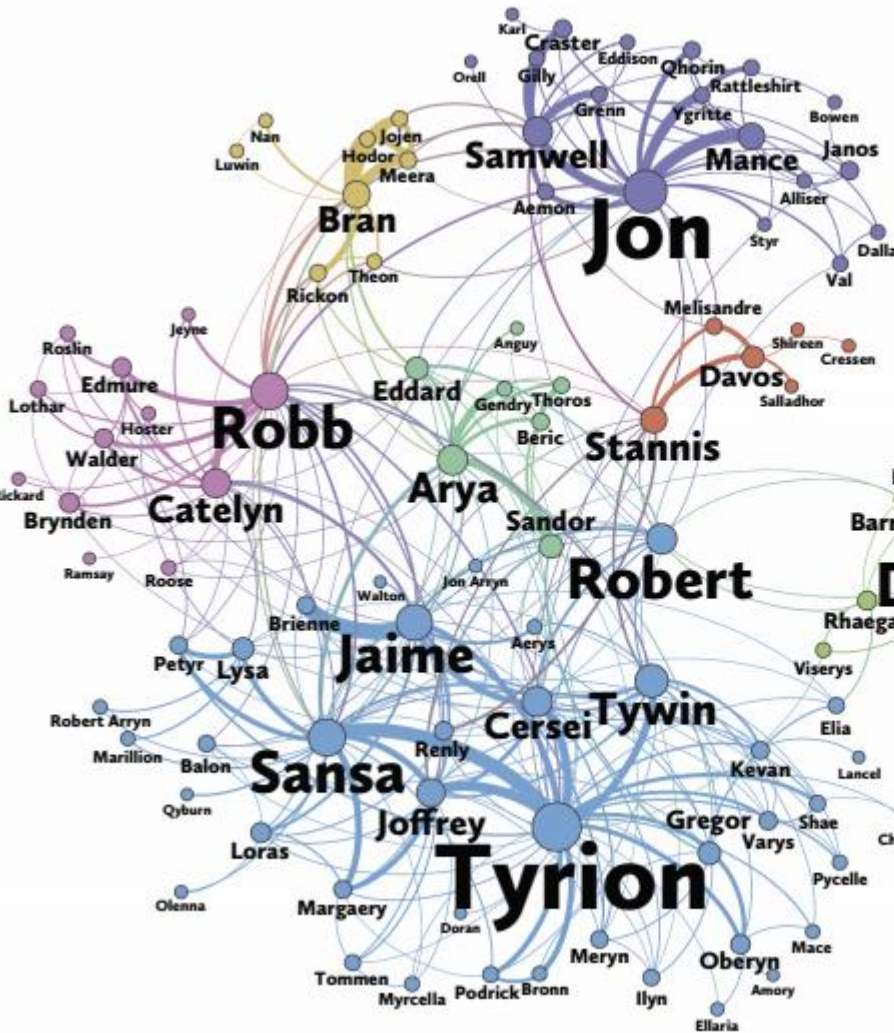 Karl
Craster
Eddison
Qhorin
Orell
Gilly
Rattleshirt
Grenn
Ygritte
Bowen
Nan
Jojen
Samwell
Mance
Janos
Luwin
Hodor
Meera
Aemon
Alliser
Bran
Jon
Styr
Dalla
Theon
Val
Rickon
Melisandre
Jeyne
Anguy
Shireen
Roslin
Cressen
Edmure
Eddard
Davos
Lothar
Gendry
Thoros
Salladhor
Hoster
Robb
Beric
Stannis
Walder
Arya
ickard
Catelyn
Brynden
Sandor
Barr
Ramsay
Roose
Walton
Jon Arryn
Robert
D
Brienne
Rhaega
Jaime
Aerys
Petyr
Lysa
Viserys
Robert Arryn
Cersei
Tywin
Elia
Marillion
Balon
Renly
Kevan
Lancel
Sansa
Qyburn
Joffrey
Gregor
Shae
Varys
Ch
Loras
Tyrion
Pycelle
Olenna
Margaery
Doran
Meryn
Oberyn
Mace
Tommen
Myrcella
Podrick
Bronn
Ilyn
Amory
Ellaria